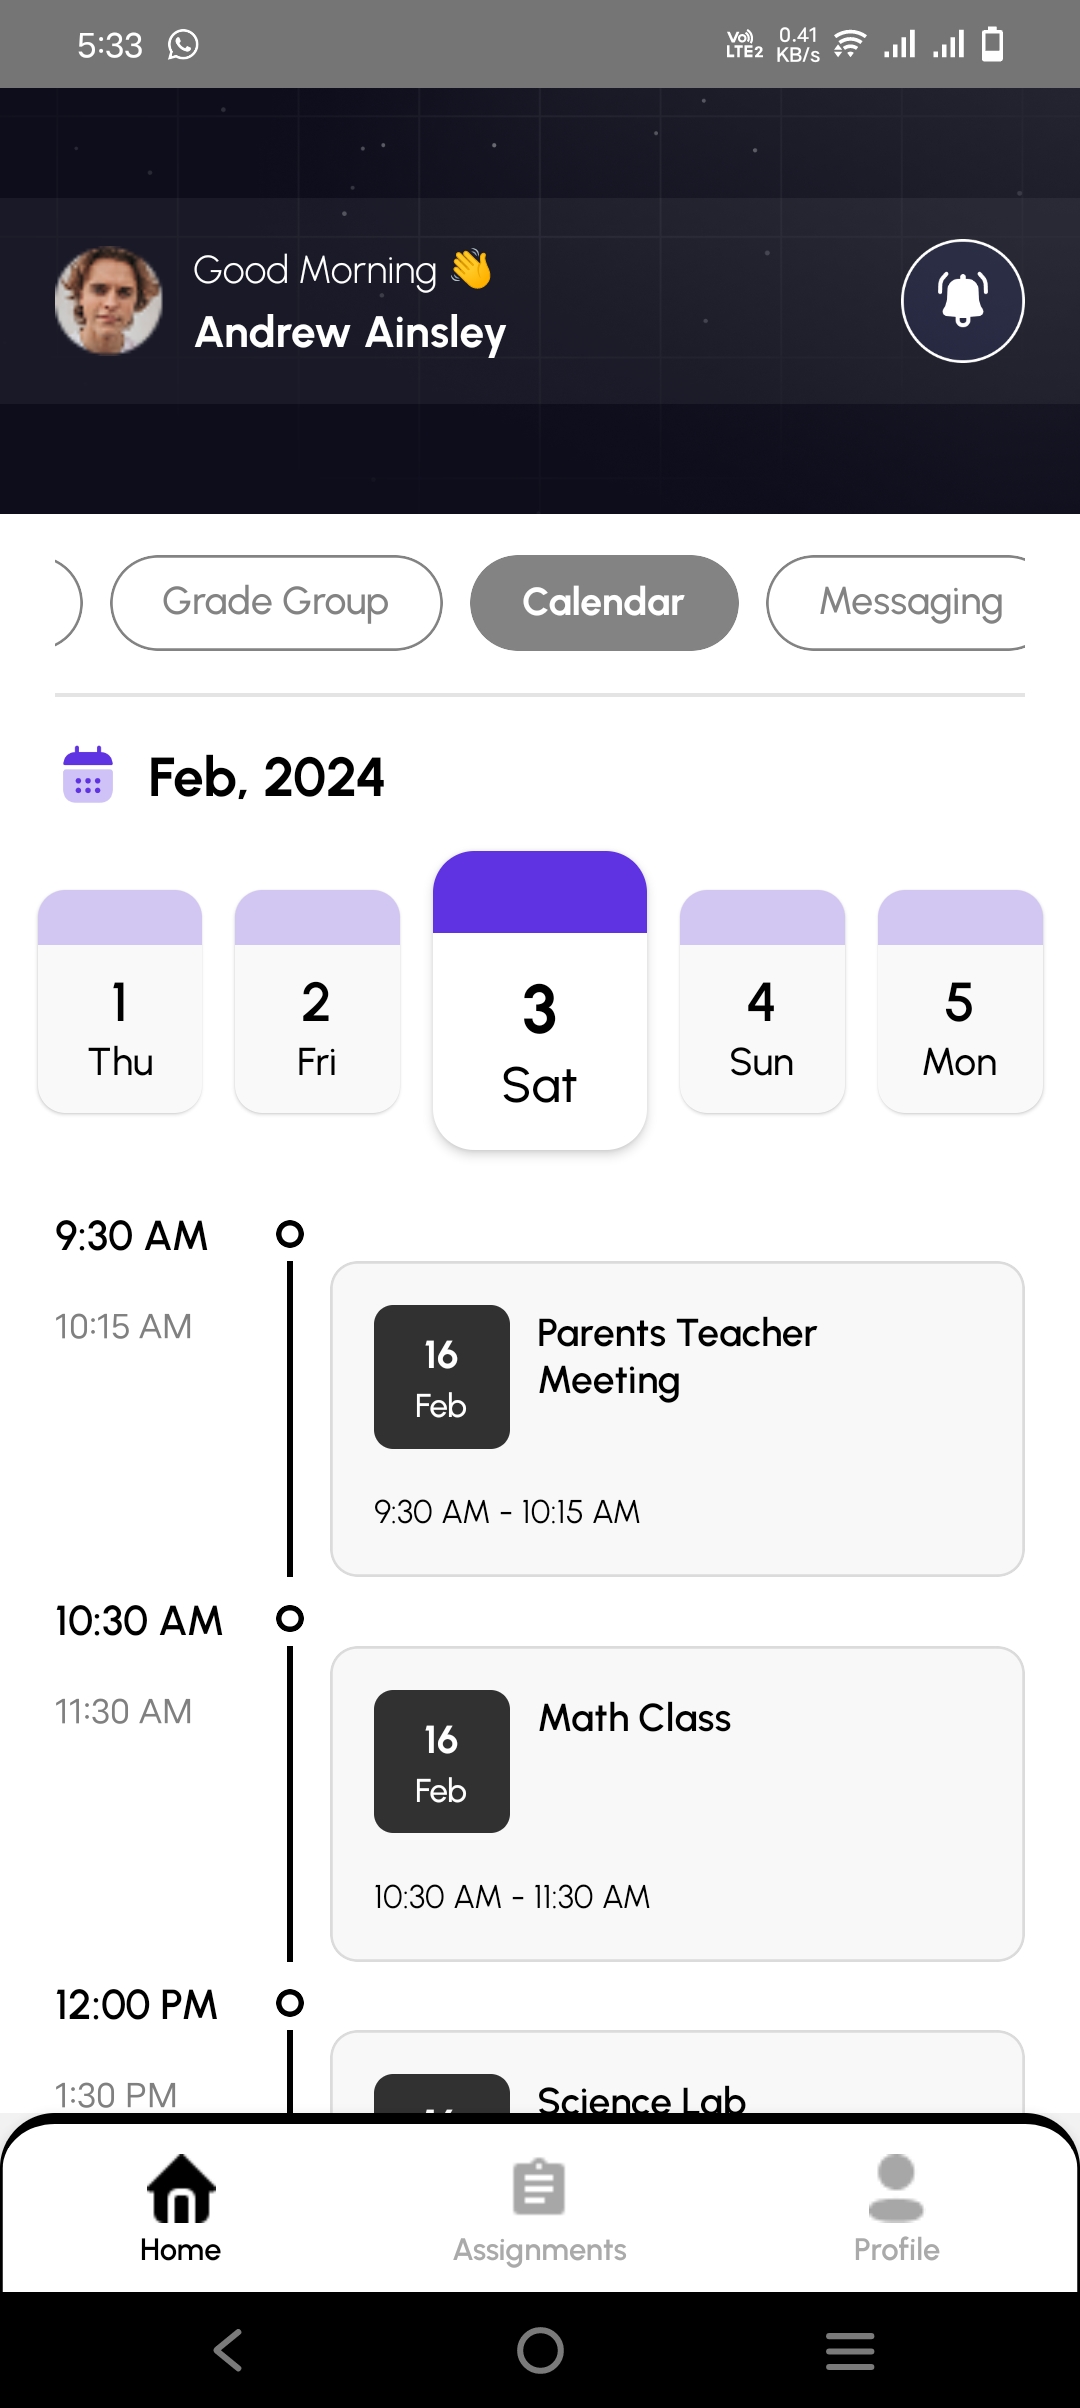 5:33
Vo))
LTE2
0.41
KB/s
Good Morning 👋
Andrew Ainsley
Grade Group
Calendar
Messaging
Feb, 2024
1
Thu
2
Fri
3
Sat
4
Sun
5
Mon
9:30 AM
10:15 AM
16
Feb
Parents Teacher
Meeting
9:30 AM - 10:15 AM
10:30 AM
11:30 AM
16
Feb
Math Class
10:30 AM - 11:30 AM
12:00 PM
1:30 PM
Science Lab
Home
Assignments
Profile